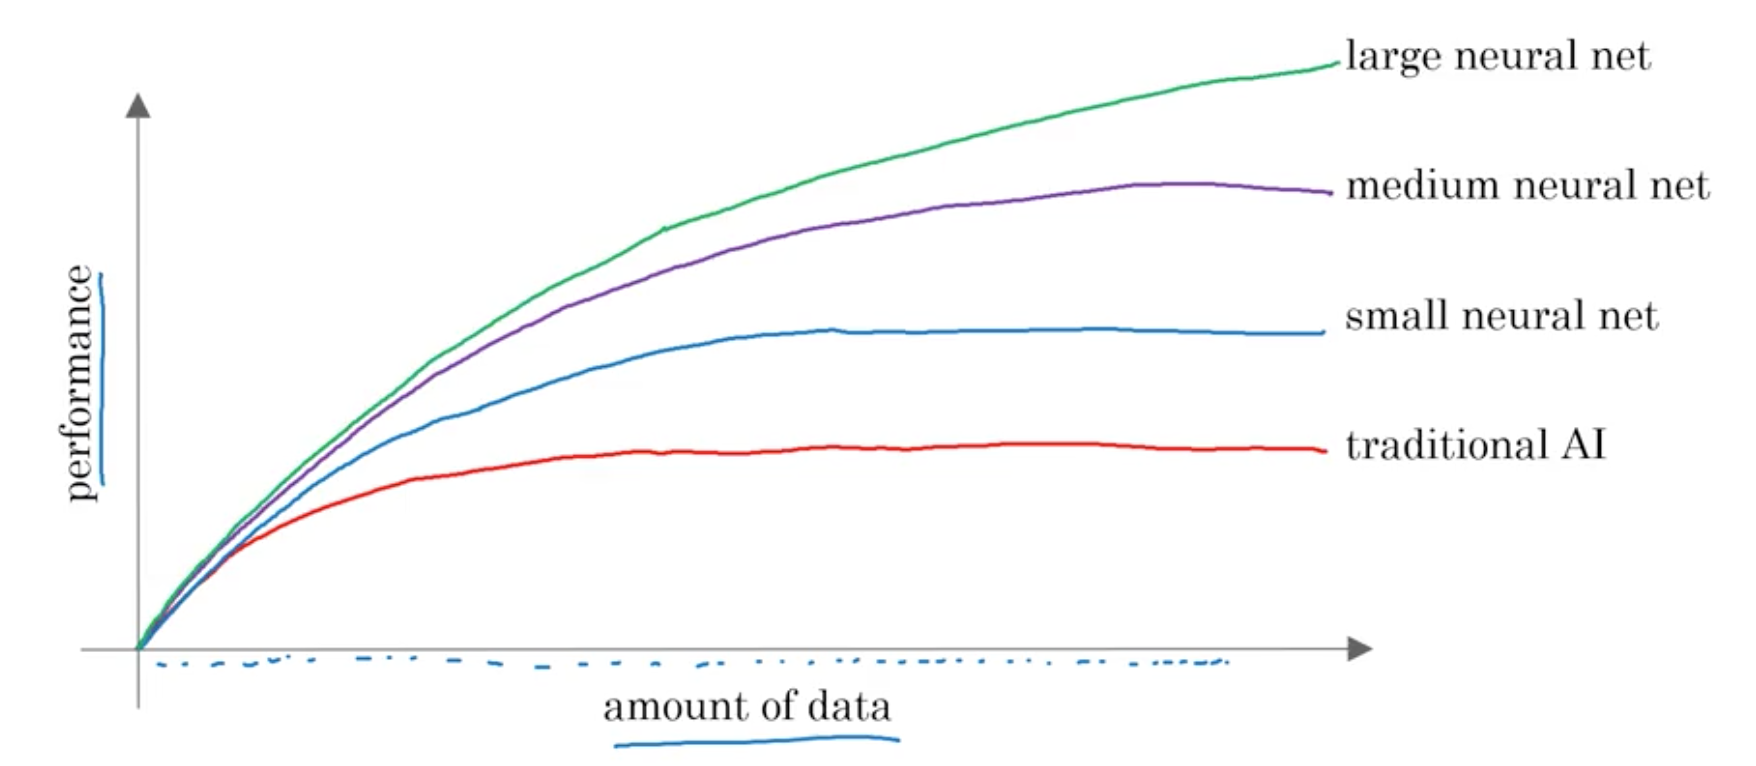 large neural net
medium neural net
small neural net
traditional AI
performance
amount of data